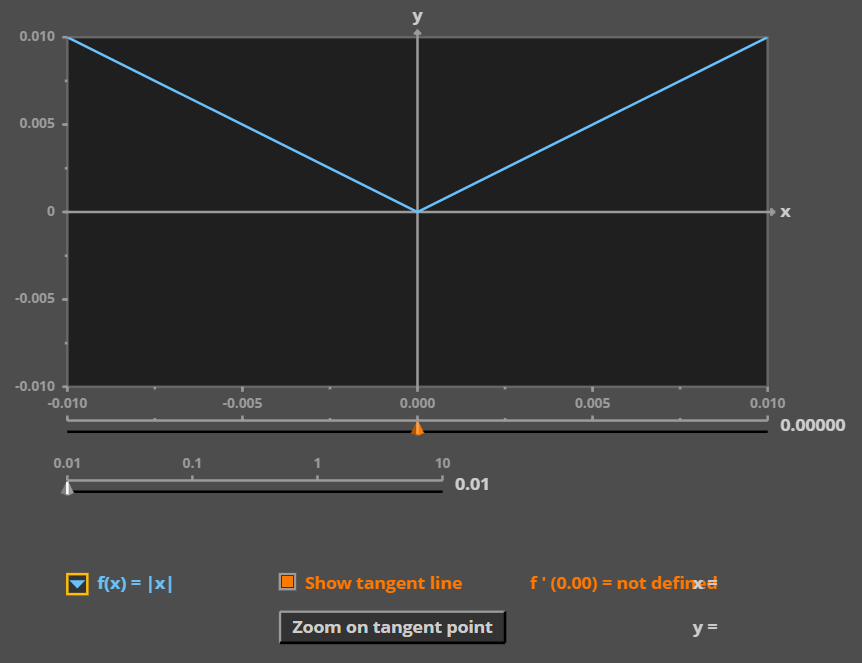 y
0.010
0.005
0
x
-0.005
-0.010
-0.010 -0.005 0.000 0.005 0.010
0.00000
0.01 0.1 1 10
0.01
f(x) = |x| Show tangent line f ' (0.00) = not defined x =
Zoom on tangent point y =